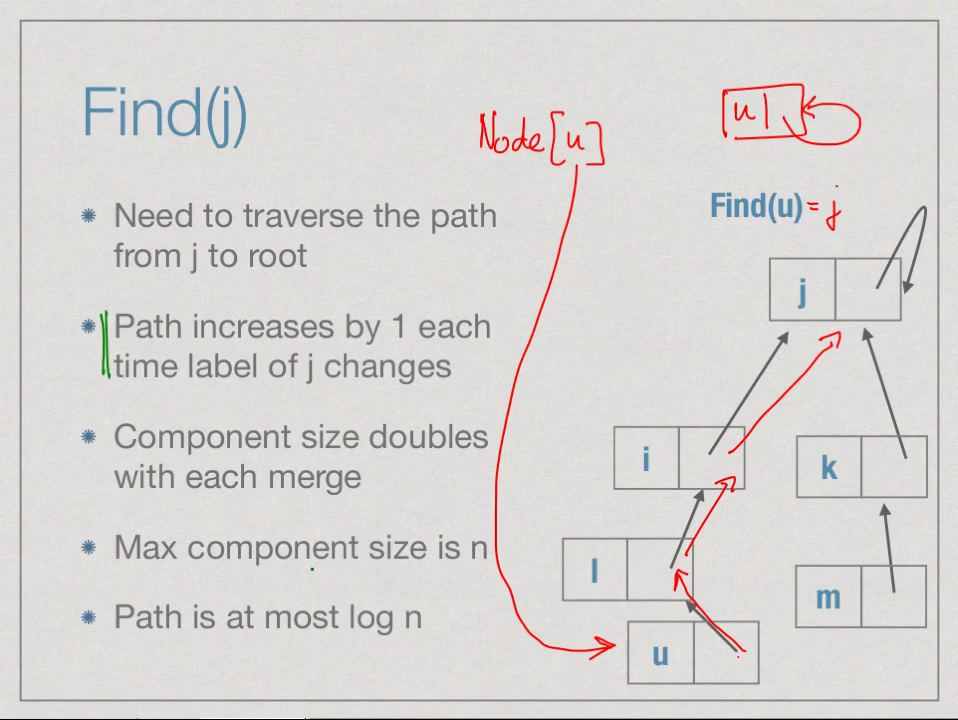 Find(j)
Node[u]
u
Need to traverse the path
from j to root
Find(u) = j
j
Path increases by 1 each
time label of j changes
Component size doubles
with each merge
i
k
Max component size is n
l
m
Path is at most log n
u